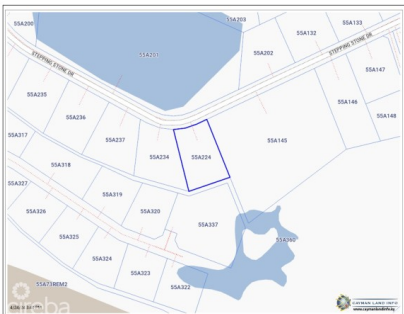 55A200
55A203
55A133
55A132
55A202
55A201
STEPPING STONE DR
STEPPING STONE DR
55A147
55A235
55A146
55A236
55A148
55A317
55A237
55A234
55A224
55A145
55A318
55A327
55A319
55A326
55A320
55A337
55A325
55A360
55A324
55A323
55A322
55A73REM2
CAYMAN LAND INFO
www.caymanlandinfo.ky